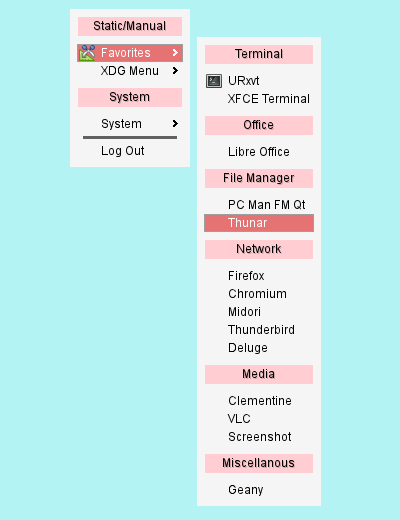 Static/Manual
Favorites
XDG Menu
System
System
Log Out
Terminal
URxvt
XFCE Terminal
Office
Libre Office
File Manager
PC Man FM Qt
Thunar
Network
Firefox
Chromium
Midori
Thunderbird
Deluge
Media
Clementine
VLC
Screenshot
Miscellanous
Geany